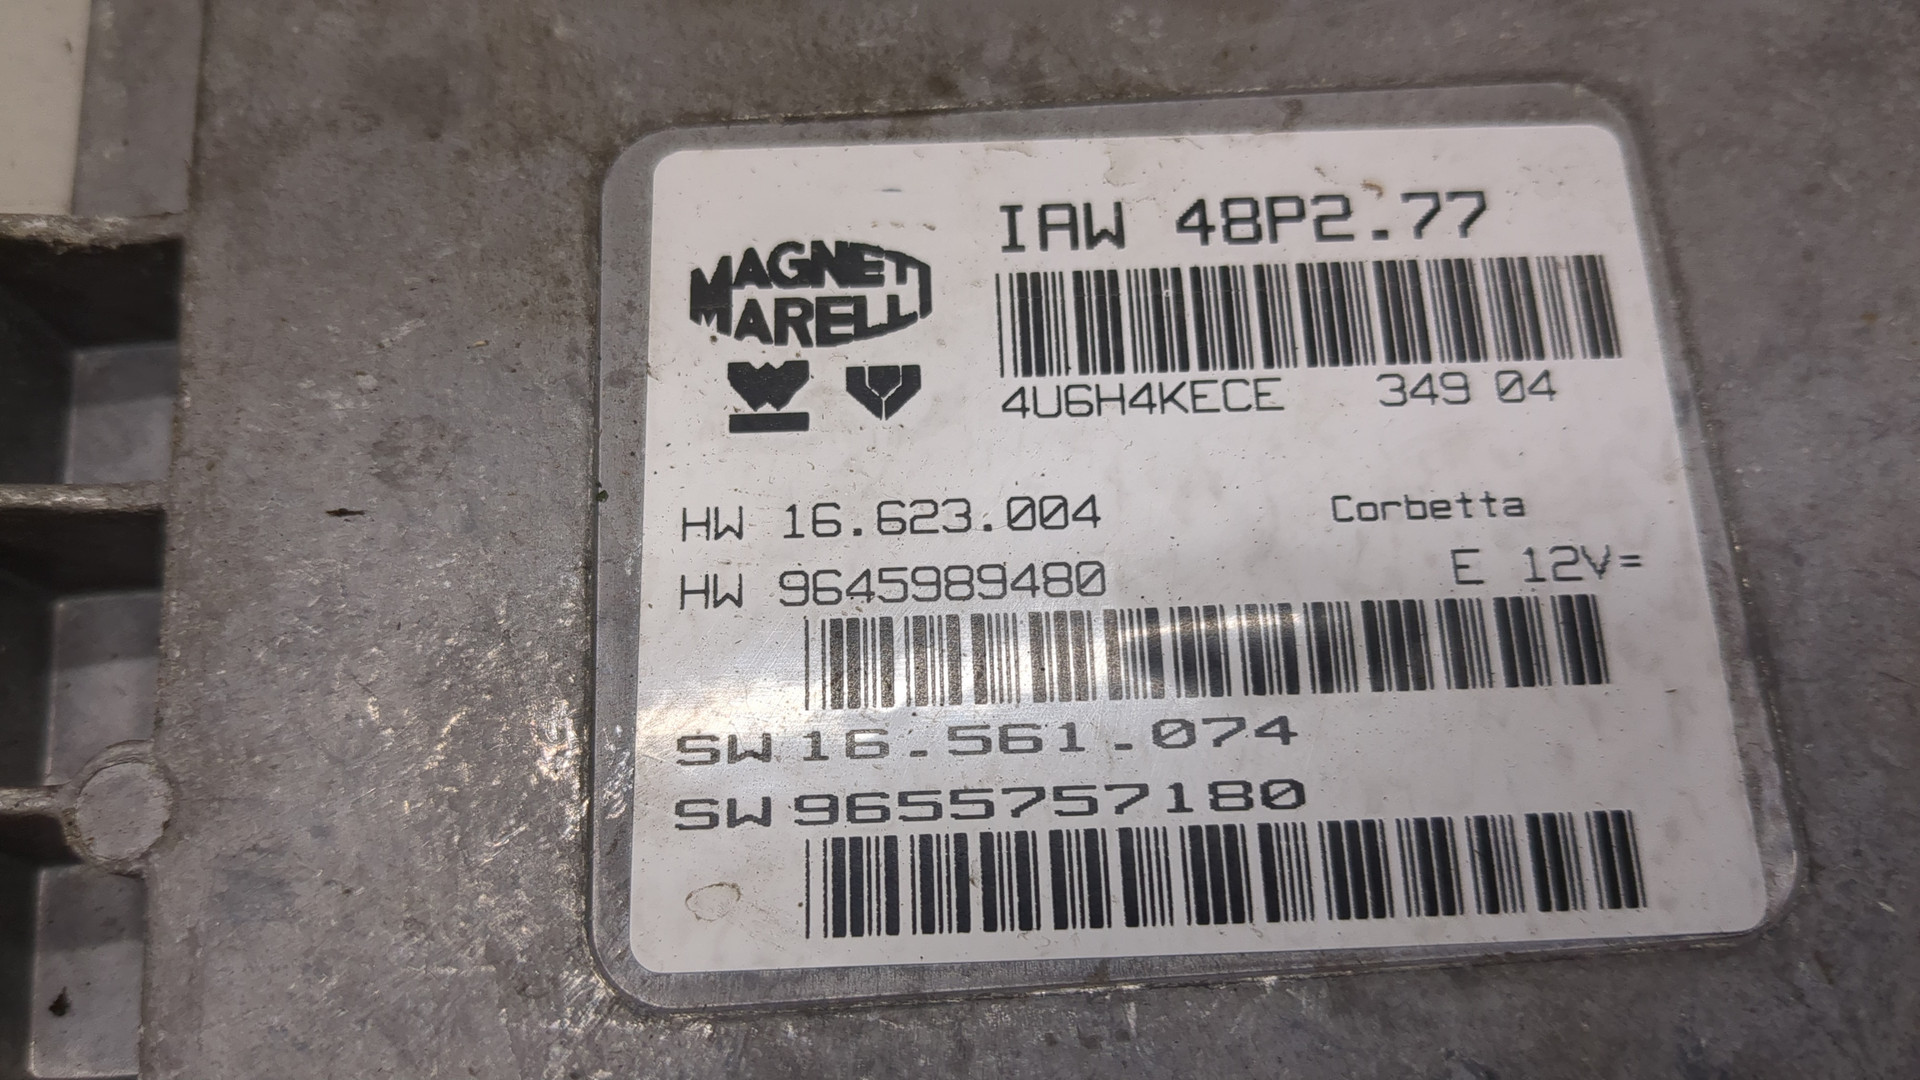 IAW 48P2.77
MAGNETI
MARELLI
4U6H4KECE 349 04
HW 16.623.004 Corbetta
HW 9645989480 E 12V=
SW 16.561.074
SW 9655757180